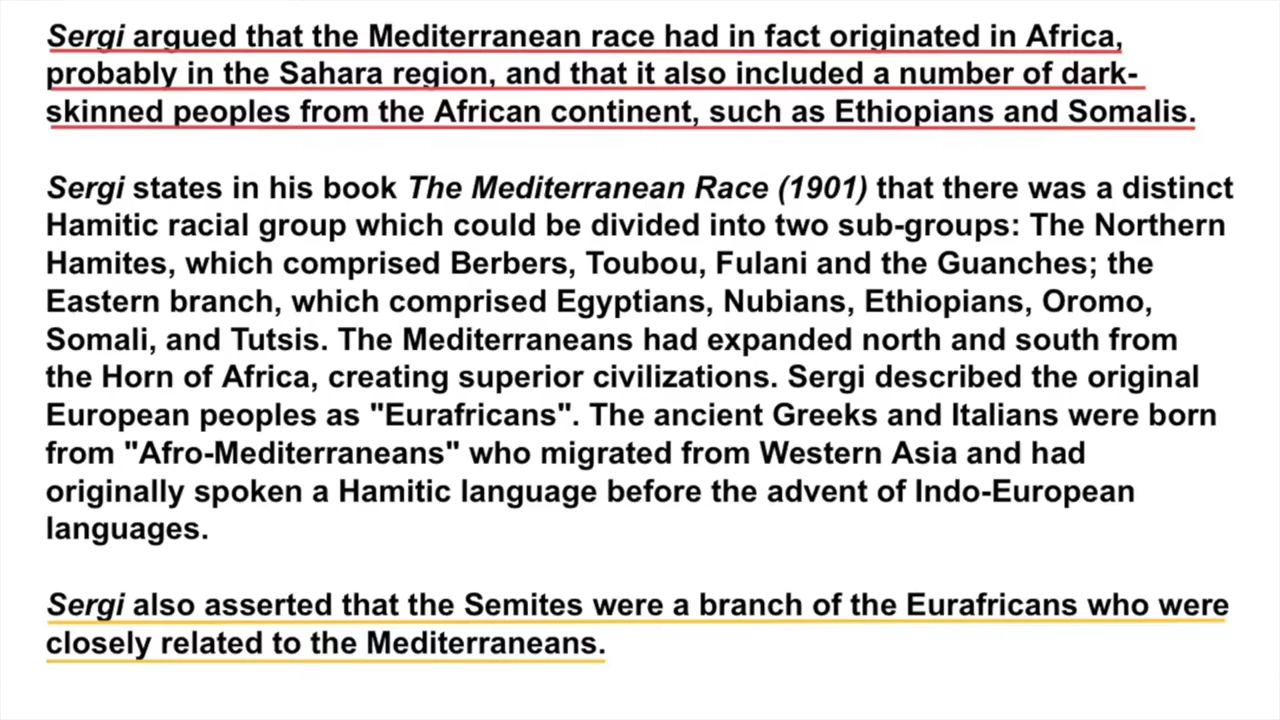 Sergi argued that the Mediterranean race had in fact originated in Africa,
probably in the Sahara region, and that it also included a number of dark-
skinned peoples from the African continent, such as Ethiopians and Somalis.
Sergi states in his book The Mediterranean Race (1901) that there was a distinct
Hamitic racial group which could be divided into two sub-groups: The Northern
Hamites, which comprised Berbers, Toubou, Fulani and the Guanches; the
Eastern branch, which comprised Egyptians, Nubians, Ethiopians, Oromo,
Somali, and Tutsis. The Mediterraneans had expanded north and south from
the Horn of Africa, creating superior civilizations. Sergi described the original
European peoples as "Eurafricans". The ancient Greeks and Italians were born
from "Afro-Mediterraneans" who migrated from Western Asia and had
originally spoken a Hamitic language before the advent of Indo-European
languages.
Sergi also asserted that the Semites were a branch of the Eurafricans who were
closely related to the Mediterraneans.